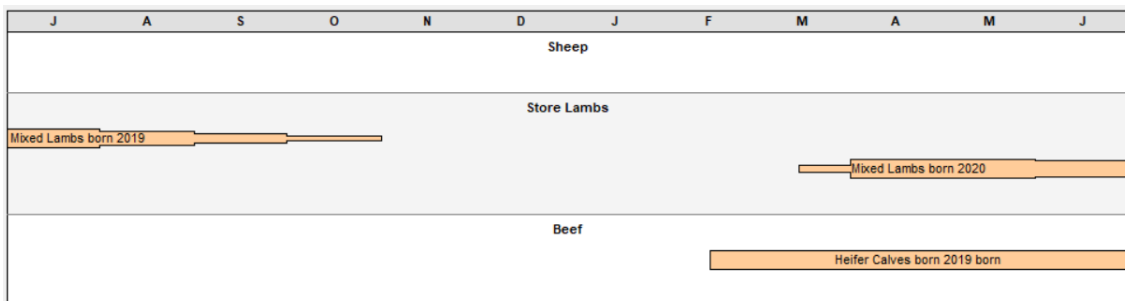 J A S O N D J F M A M J
Sheep
Store Lambs
Mixed Lambs born 2019
Mixed Lambs born 2020
Beef
Heifer Calves born 2019 born